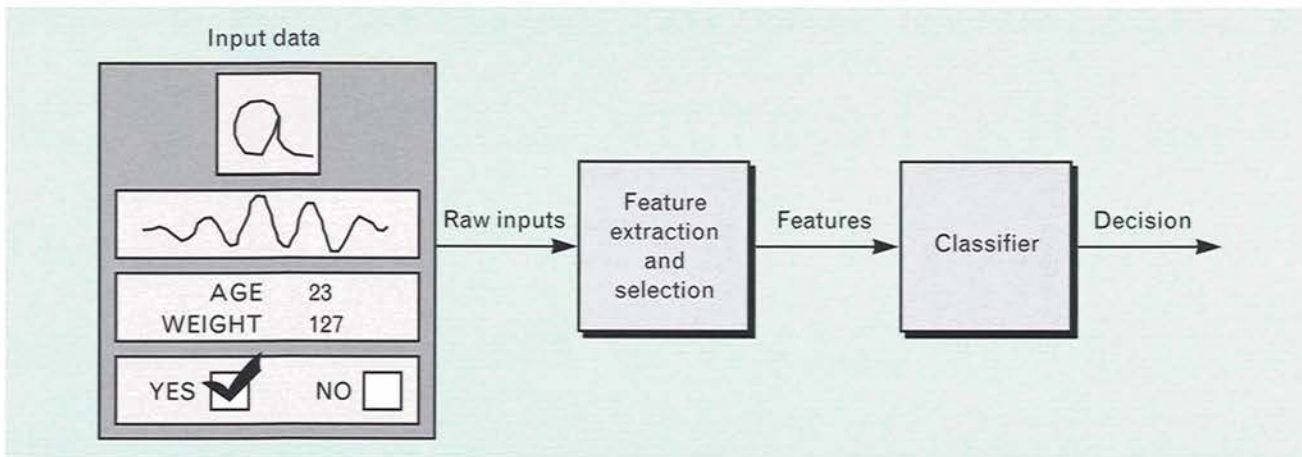 Input data
a
AGE 23
WEIGHT 127
YES NO
Raw inputs
Feature
extraction
and
selection
Features
Classifier
Decision